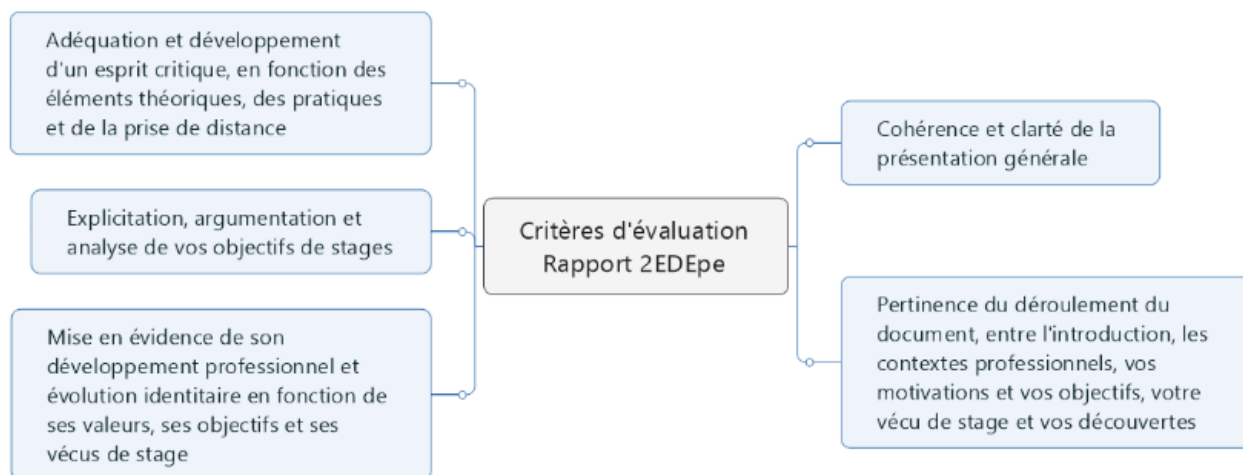 Adéquation et développement
d'un esprit critique, en fonction des
éléments théoriques, des pratiques
et de la prise de distance
Explicitation, argumentation et
analyse de vos objectifs de stages
Mise en évidence de son
développement professionnel et
évolution identitaire en fonction de
ses valeurs, ses objectifs et ses
vécus de stage
Critères d'évaluation
Rapport 2EDEpe
Cohérence et clarté de la
présentation générale
Pertinence du déroulement du
document, entre l'introduction, les
contextes professionnels, vos
motivations et vos objectifs, votre
vécu de stage et vos découvertes